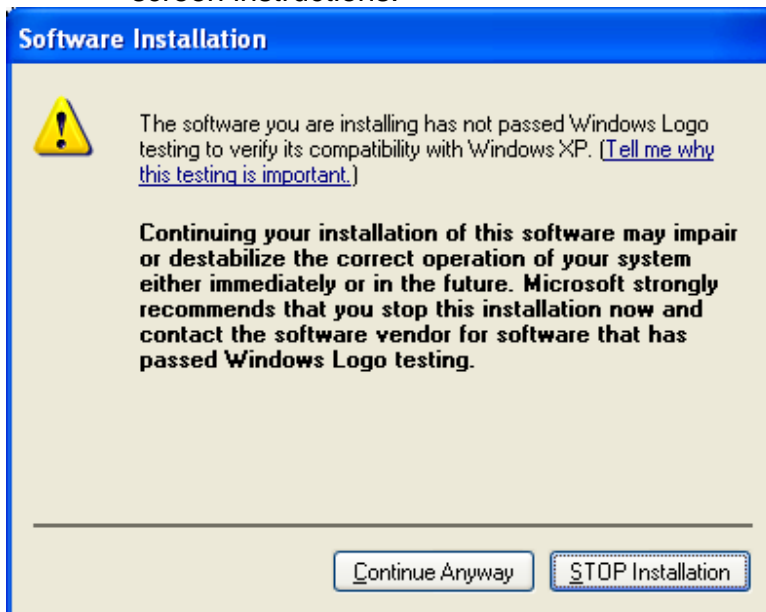 screen instructions.
Software Installation
The software you are installing has not passed Windows Logo
testing to verify its compatibility with Windows XP. (Tell me why
this testing is important.)
Continuing your installation of this software may impair
or destabilize the correct operation of your system
either immediately or in the future. Microsoft strongly
recommends that you stop this installation now and
contact the software vendor for software that has
passed Windows Logo testing.
Continue Anyway
STOP Installation